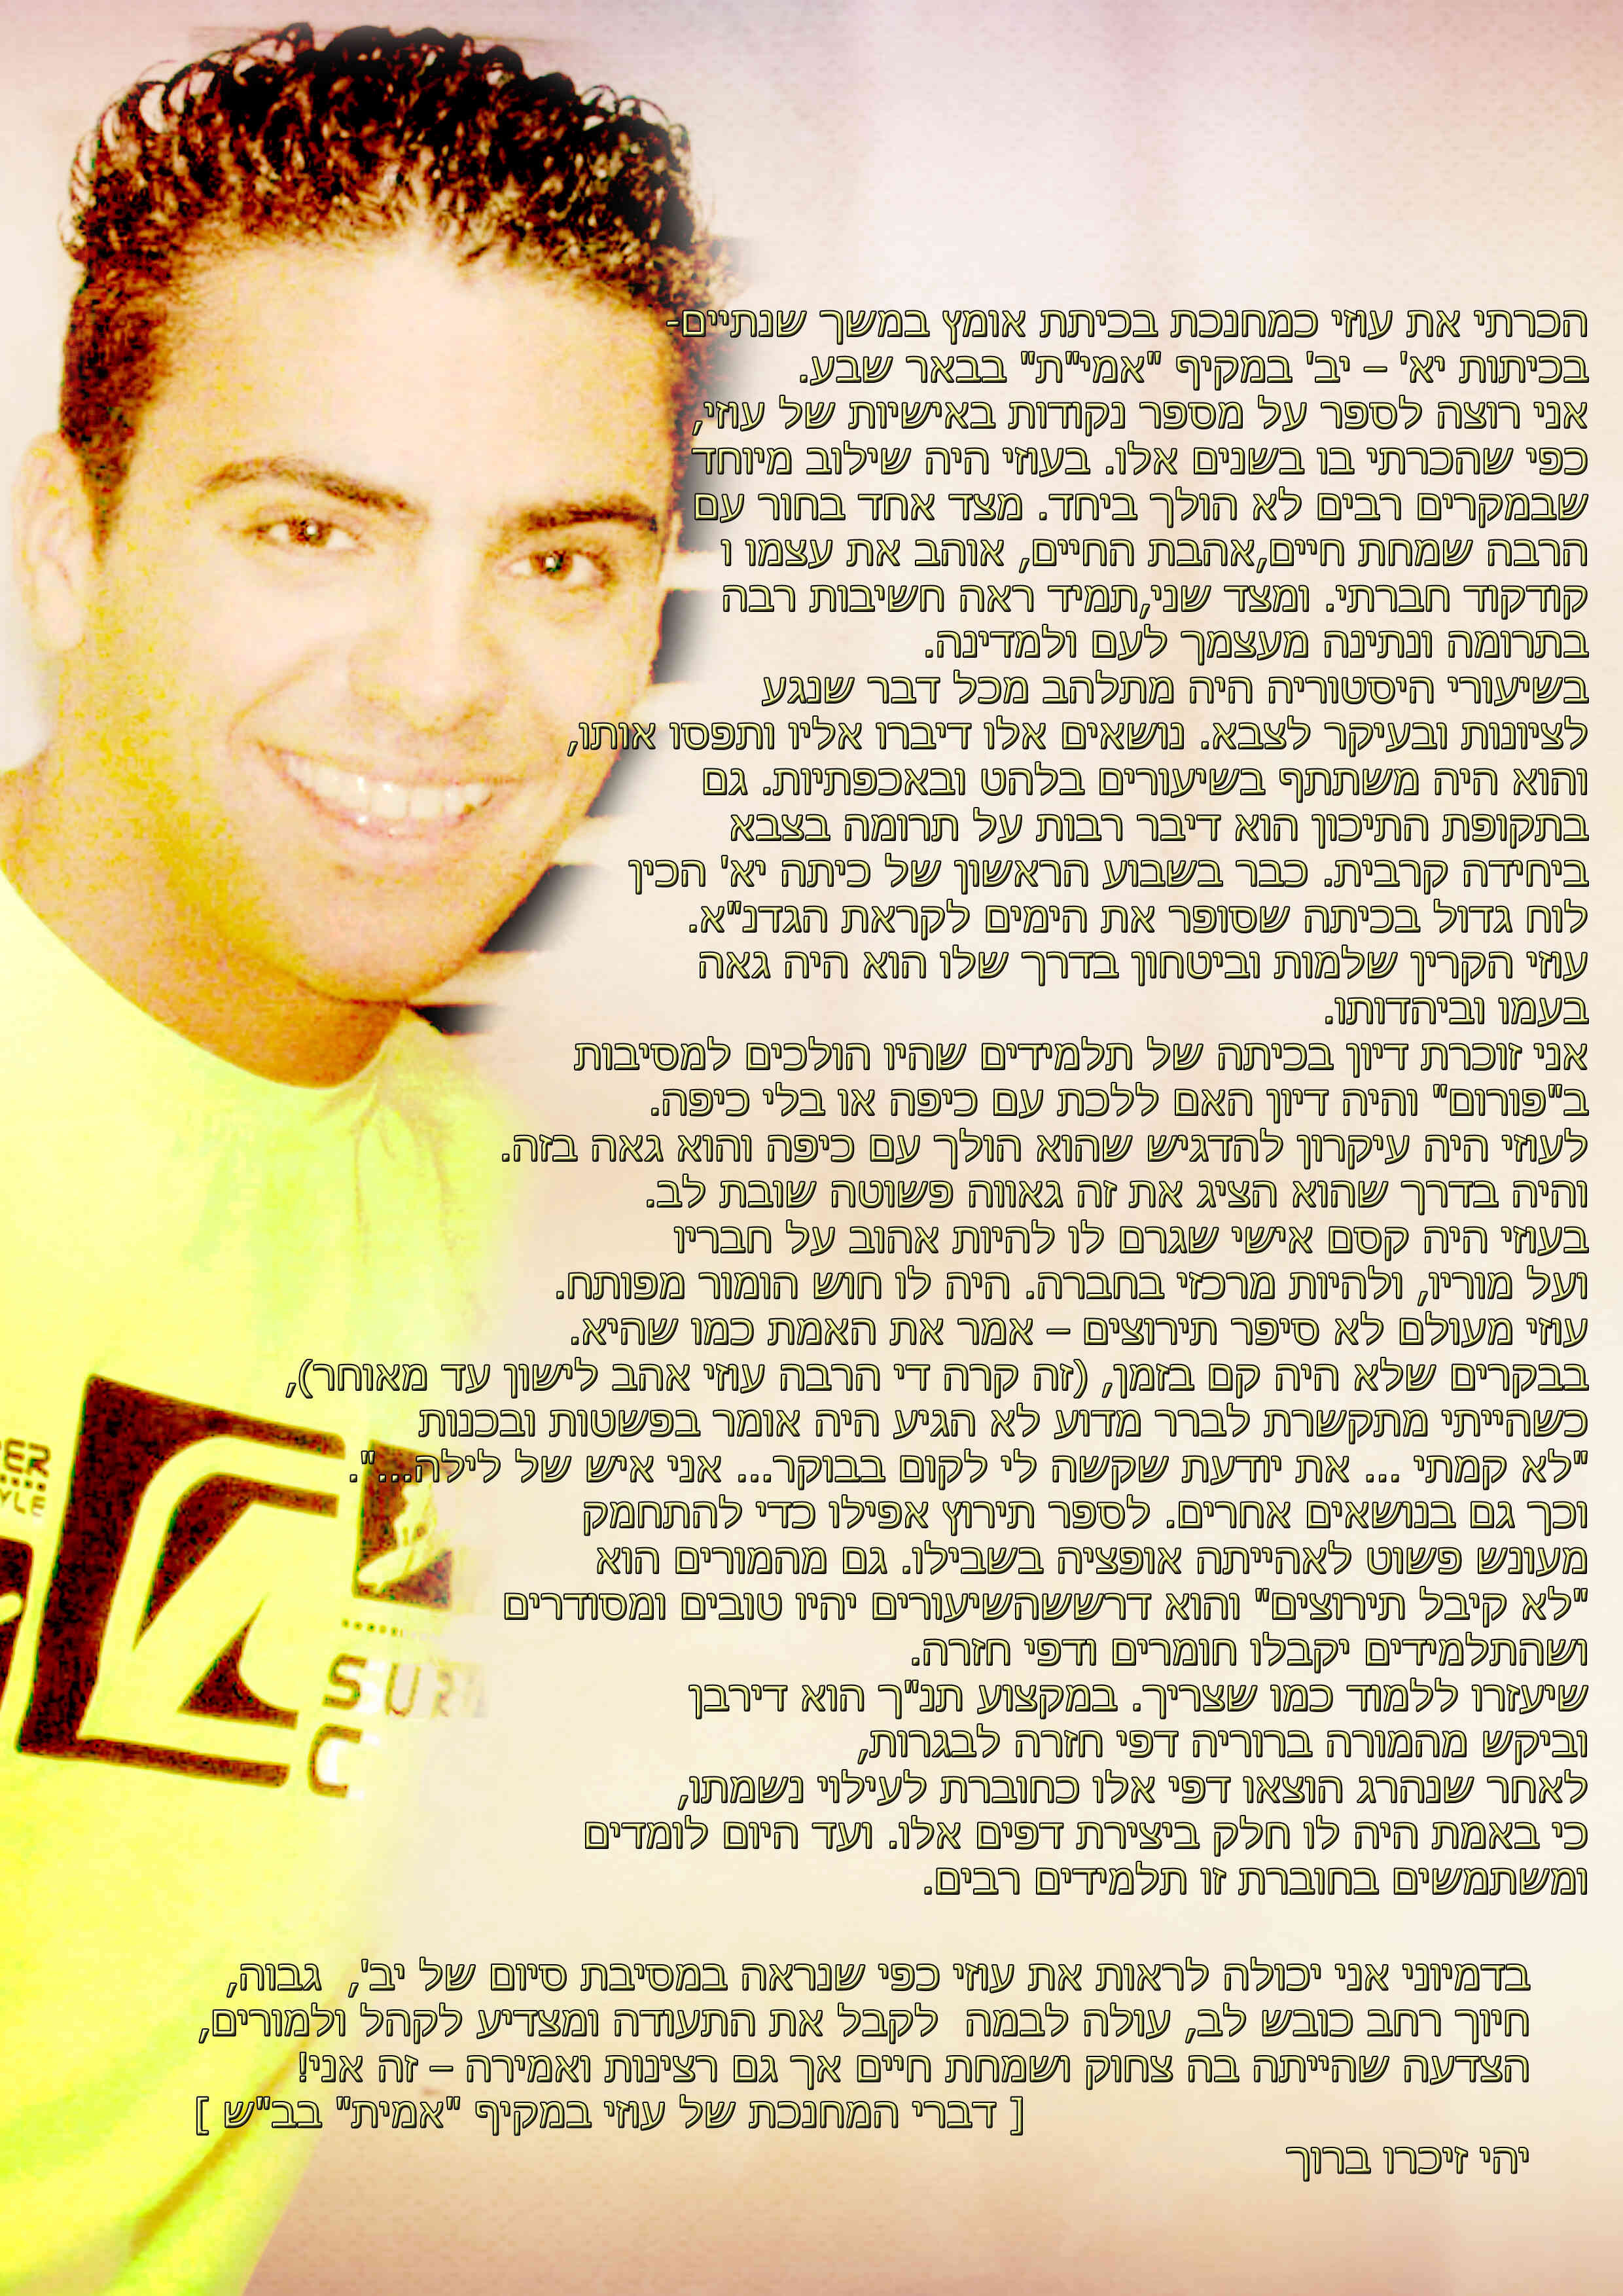 הכרתי את עוזי כמחנכת בכיתת אומץ במשך שנתיים-
בכיתות יא' – יב' במקיף "אמי"ת" בבאר שבע.
אני רוצה לספר על מספר נקודות באישיות של עוזי,
כפי שהכרתי בו בשנים אלו. בעוזי היה שילוב מיוחד
שבמקרים רבים לא הולך ביחד. מצד אחד בחור עם
הרבה שמחת חיים,אהבת החיים, אוהב את עצמו ו
קודקוד חברתי. ומצד שני,תמיד ראה חשיבות רבה
בתרומה ונתינה מעצמך לעם ולמדינה.
בשיעורי היסטוריה היה מתלהב מכל דבר שנגע
לציונות ובעיקר לצבא. נושאים אלו דיברו אליו ותפסו אותו,
והוא היה משתתף בשיעורים בלהט ובאכפתיות. גם
בתקופת התיכון הוא דיבר רבות על תרומה בצבא
ביחידה קרבית. כבר בשבוע הראשון של כיתה יא' הכין
לוח גדול בכיתה שסופר את הימים לקראת הגדנ"א.
עוזי הקרין שלמות וביטחון בדרך שלו הוא היה גאה
בעמו וביהדותו.
אני זוכרת דיון בכיתה של תלמידים שהיו הולכים למסיבות
ב"פורום" והיה דיון האם ללכת עם כיפה או בלי כיפה.
לעוזי היה עיקרון להדגיש שהוא הולך עם כיפה והוא גאה בזה.
והיה בדרך שהוא הציג את זה גאווה פשוטה שובת לב.
בעוזי היה קסם אישי שגרם לו להיות אהוב על חבריו
ועל מוריו, ולהיות מרכזי בחברה. היה לו חוש הומור מפותח.
עוזי מעולם לא סיפר תירוצים – אמר את האמת כמו שהיא.
בבקרים שלא היה קם בזמן, (זה קרה די הרבה עוזי אהב לישון עד מאוחר),
כשהייתי מתקשרת לברר מדוע לא הגיע היה אומר בפשטות ובכנות
"לא קמתי ... את יודעת שקשה לי לקום בבוקר... אני איש של לילה...".
וכך גם בנושאים אחרים. לספר תירוץ אפילו כדי להתחמק
מעונש פשוט לאהייתה אופציה בשבילו. גם מהמורים הוא
"לא קיבל תירוצים" והוא דרששהשיעורים יהיו טובים ומסודרים
ושהתלמידים יקבלו חומרים ודפי חזרה.
שיעזרו ללמוד כמו שצריך. במקצוע תנ"ך הוא דירבן
וביקש מהמורה ברוריה דפי חזרה לבגרות,
לאחר שנהרג הוצאו דפי אלו כחוברת לעילוי נשמתו,
כי באמת היה לו חלק ביצירת דפים אלו. ועד היום לומדים
ומשתמשים בחוברת זו תלמידים רבים.
בדמיוני אני יכולה לראות את עוזי כפי שנראה במסיבת סיום של יב', גבוה,
חיוך רחב כובש לב, עולה לבמה לקבל את התעודה ומצדיע לקהל ולמורים,
הצדעה שהייתה בה צחוק ושמחת חיים אך גם רצינות ואמירה – זה אני!
[ דברי המחנכת של עוזי במקיף "אמית" בב"ש ]
יהי זיכרו ברוך
SUR
C